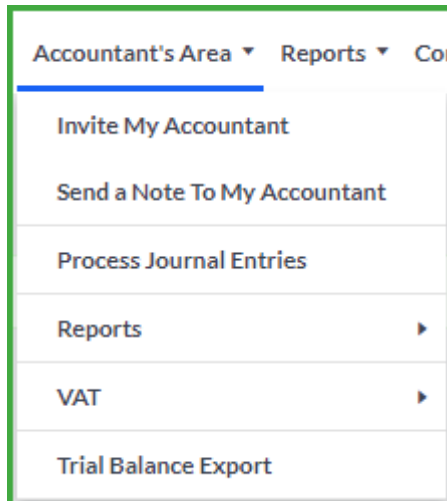 Accountant's Area Reports Co
Invite My Accountant
Send a Note To My Accountant
Process Journal Entries
Reports
VAT
Trial Balance Export